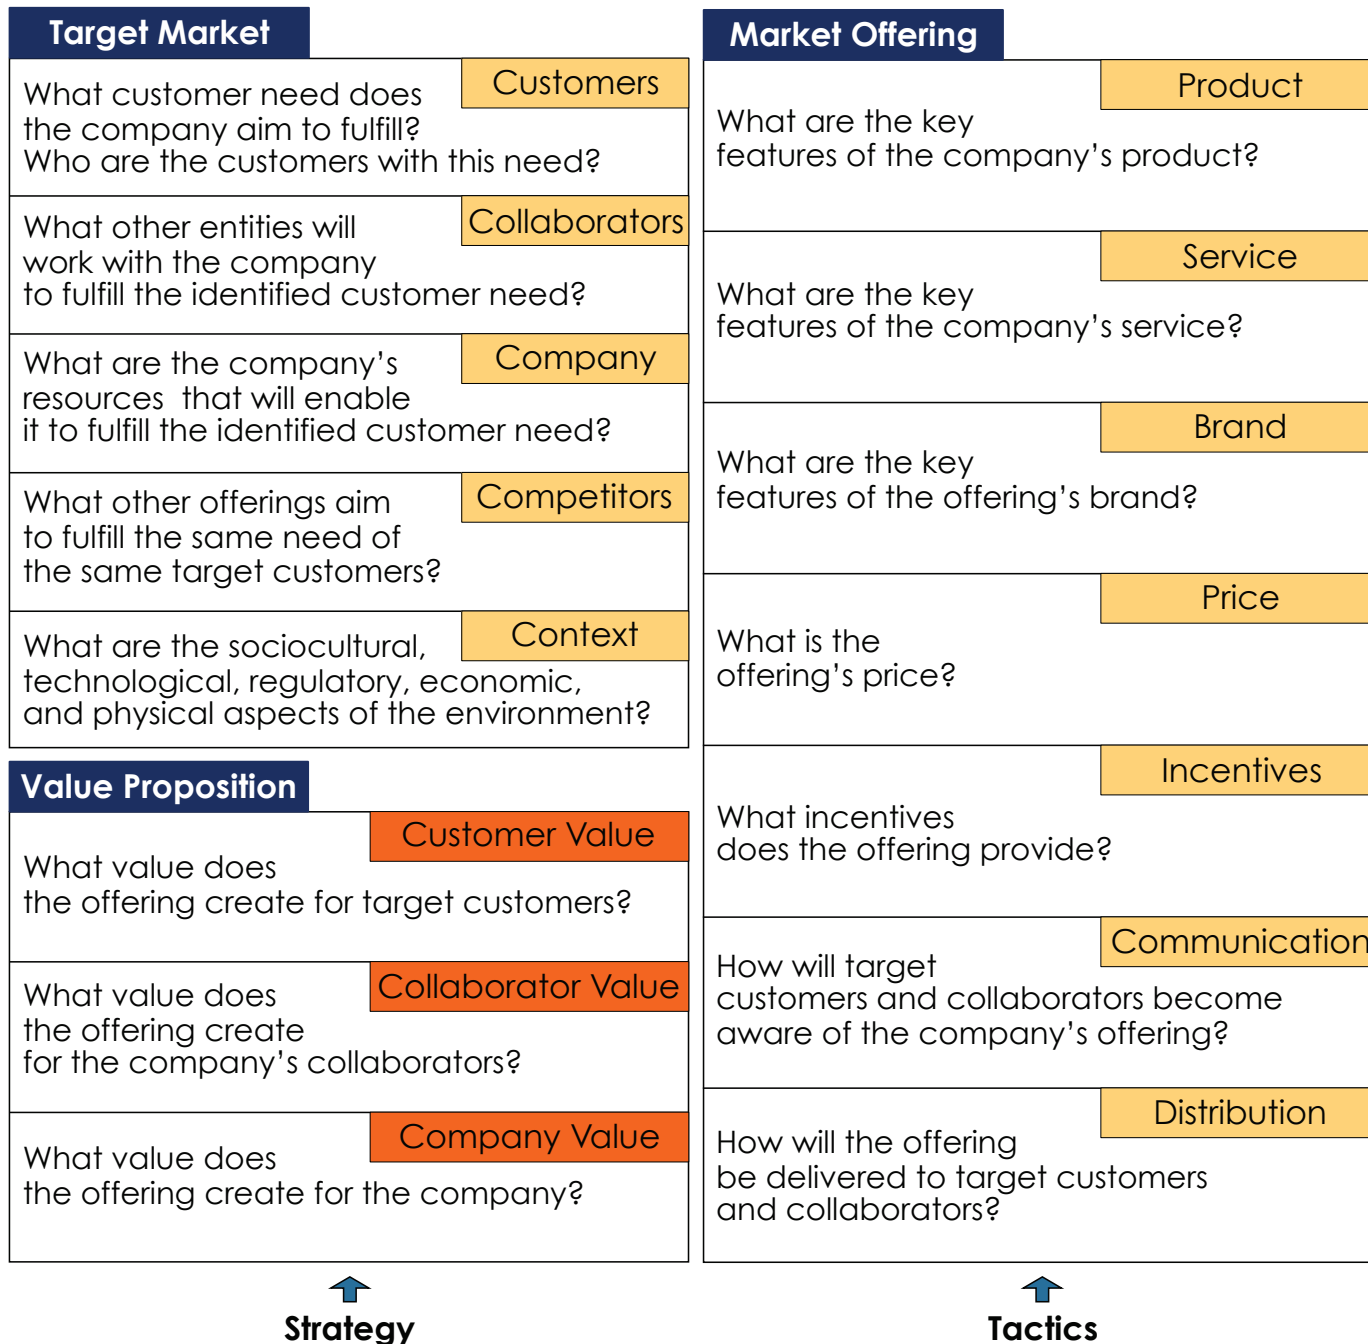 Target Market
Customers
What customer need does
the company aim to fulfill?
Who are the customers with this need?
Collaborators
What other entities will
work with the company
to fulfill the identified customer need?
Company
What are the company’s
resources that will enable
it to fulfill the identified customer need?
Competitors
What other offerings aim
to fulfill the same need of
the same target customers?
Context
What are the sociocultural,
technological, regulatory, economic,
and physical aspects of the environment?
Value Proposition
Customer Value
What value does
the offering create for target customers?
Collaborator Value
What value does
the offering create
for the company’s collaborators?
Company Value
What value does
the offering create for the company?
Strategy
Market Offering
Product
What are the key
features of the company’s product?
Service
What are the key
features of the company’s service?
Brand
What are the key
features of the offering’s brand?
Price
What is the
offering’s price?
Incentives
What incentives
does the offering provide?
Communication
How will target
customers and collaborators become
aware of the company’s offering?
Distribution
How will the offering
be delivered to target customers
and collaborators?
Tactics